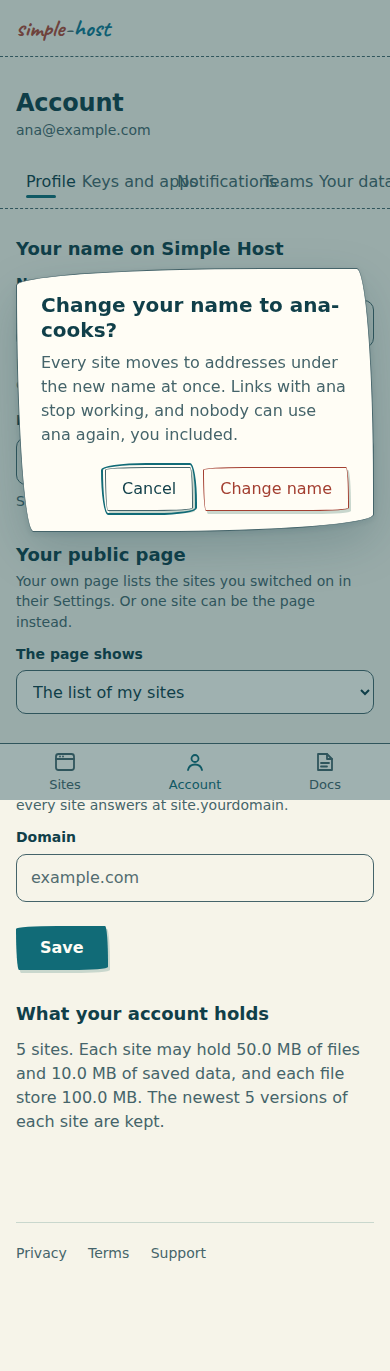 simple-host
Account
ana@example.com
Profile Keys and apps Notifications Teams Your data
Your name on Simple Host
Change your name to ana-
cooks?
Every site moves to addresses under
the new name at once. Links with ana
stop working, and nobody can use
ana again, you included.
Cancel Change name
Your public page
Your own page lists the sites you switched on in
their Settings. Or one site can be the page
instead.
The page shows
The list of my sites
Sites Account Docs
every site answers at site.yourdomain.
Domain
example.com
Save
What your account holds
5 sites. Each site may hold 50.0 MB of files
and 10.0 MB of saved data, and each file
store 100.0 MB. The newest 5 versions of
each site are kept.
Privacy Terms Support